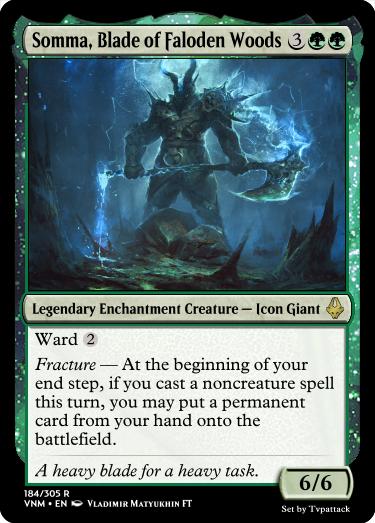 Somma, Blade of Faloden Woods 3
Legendary Enchantment Creature — Icon Giant
Ward 2
Fracture — At the beginning of your
end step, if you cast a noncreature spell
this turn, you may put a permanent
card from your hand onto the
battlefield.
A heavy blade for a heavy task.
6/6
184/305 R
VNM • EN Vladimir Matyukhin FT
Set by Tvpattack